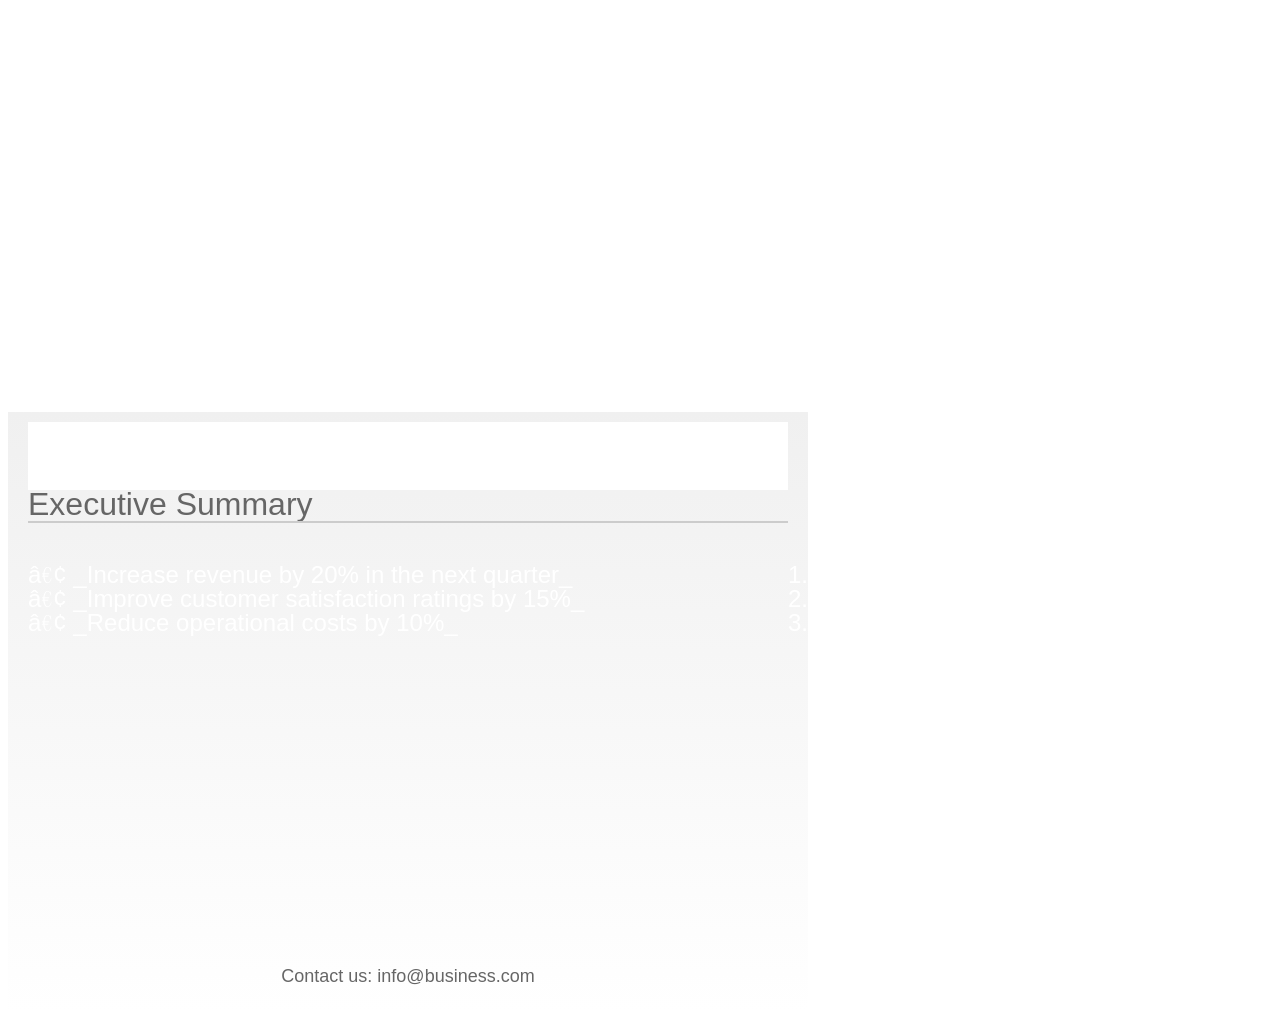 Executive Summary
â€¢ _Increase revenue by 20% in the next quarter_
1.
â€¢ _Improve customer satisfaction ratings by 15%_
2.
â€¢ _Reduce operational costs by 10%_
3.
Contact us: info@business.com